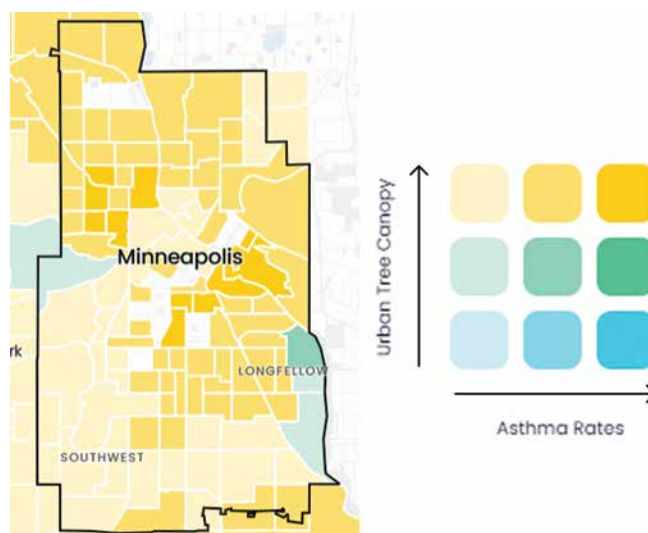 Minneapolis
rk
LONGFELLOW
SOUTHWEST
Urban Tree Canopy
Asthma Rates